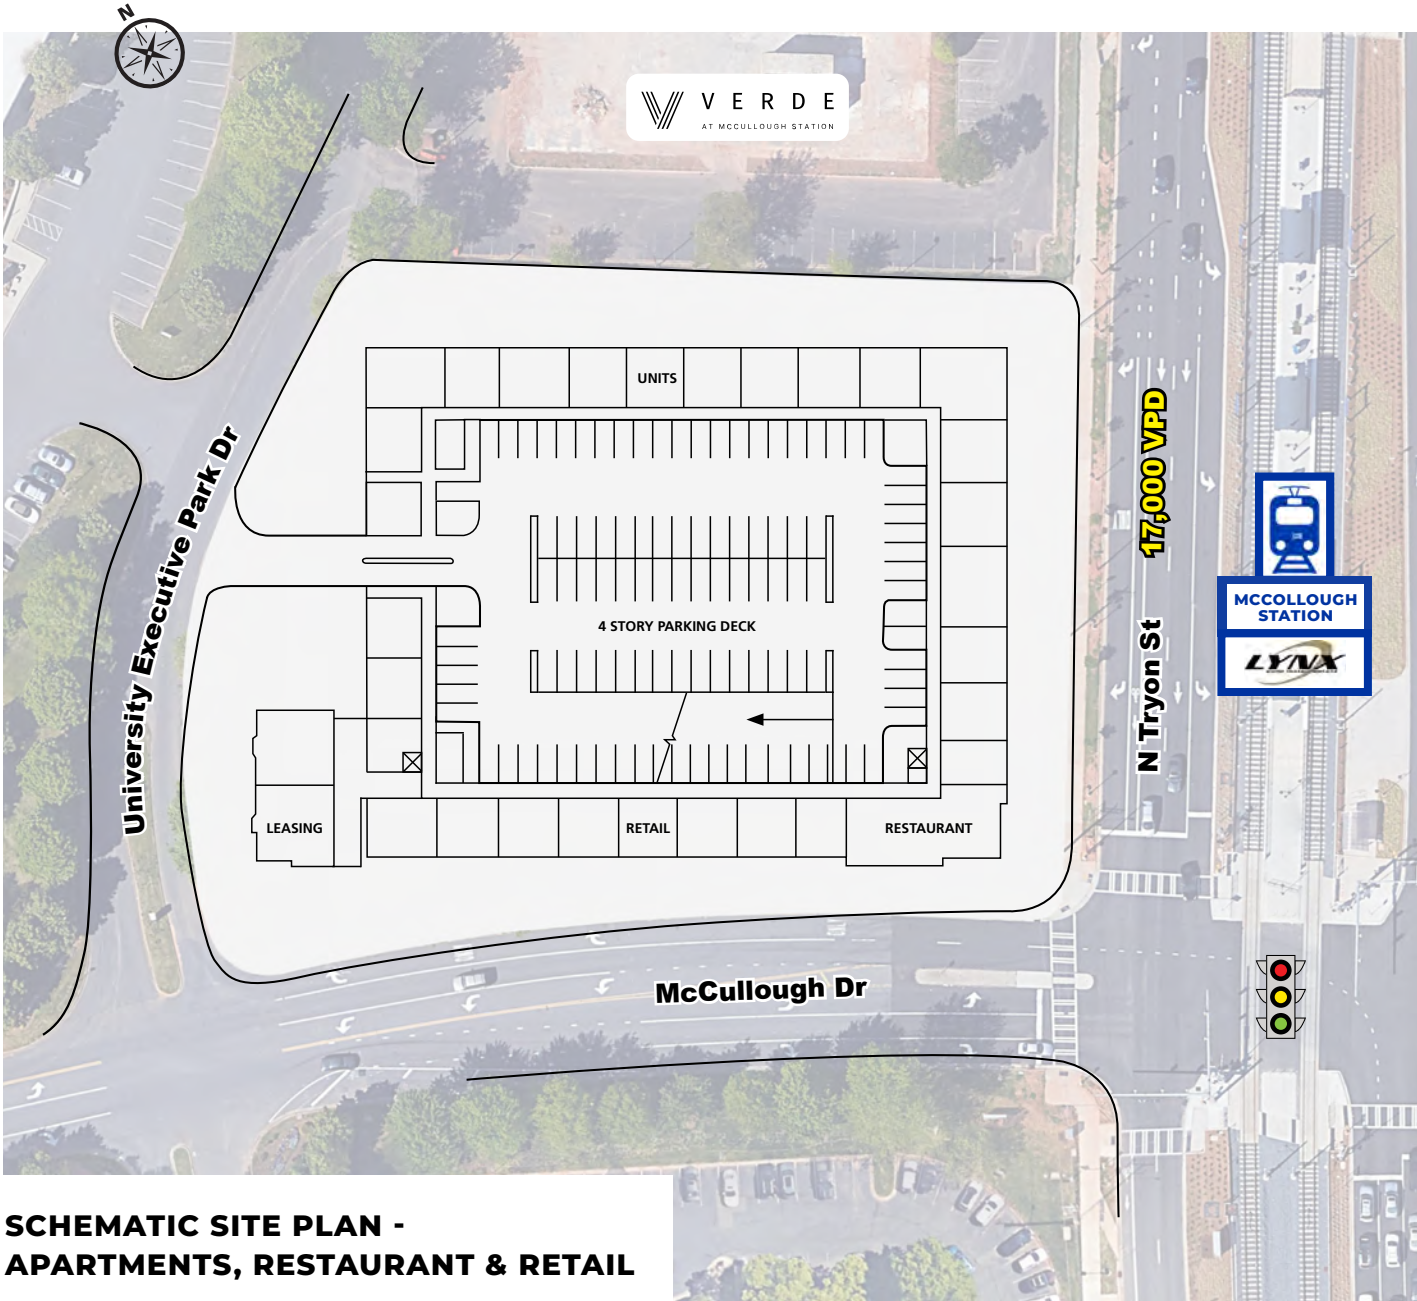 N
VERDE
AT MCCULLOUGH STATION
UNITS
University Executive Park Dr
17,000 VPD
N Tryon St
MCCOLLOUGH
STATION
LYNX
4 STORY PARKING DECK
LEASING
RETAIL
RESTAURANT
McCullough Dr
SCHEMATIC SITE PLAN -
APARTMENTS, RESTAURANT & RETAIL